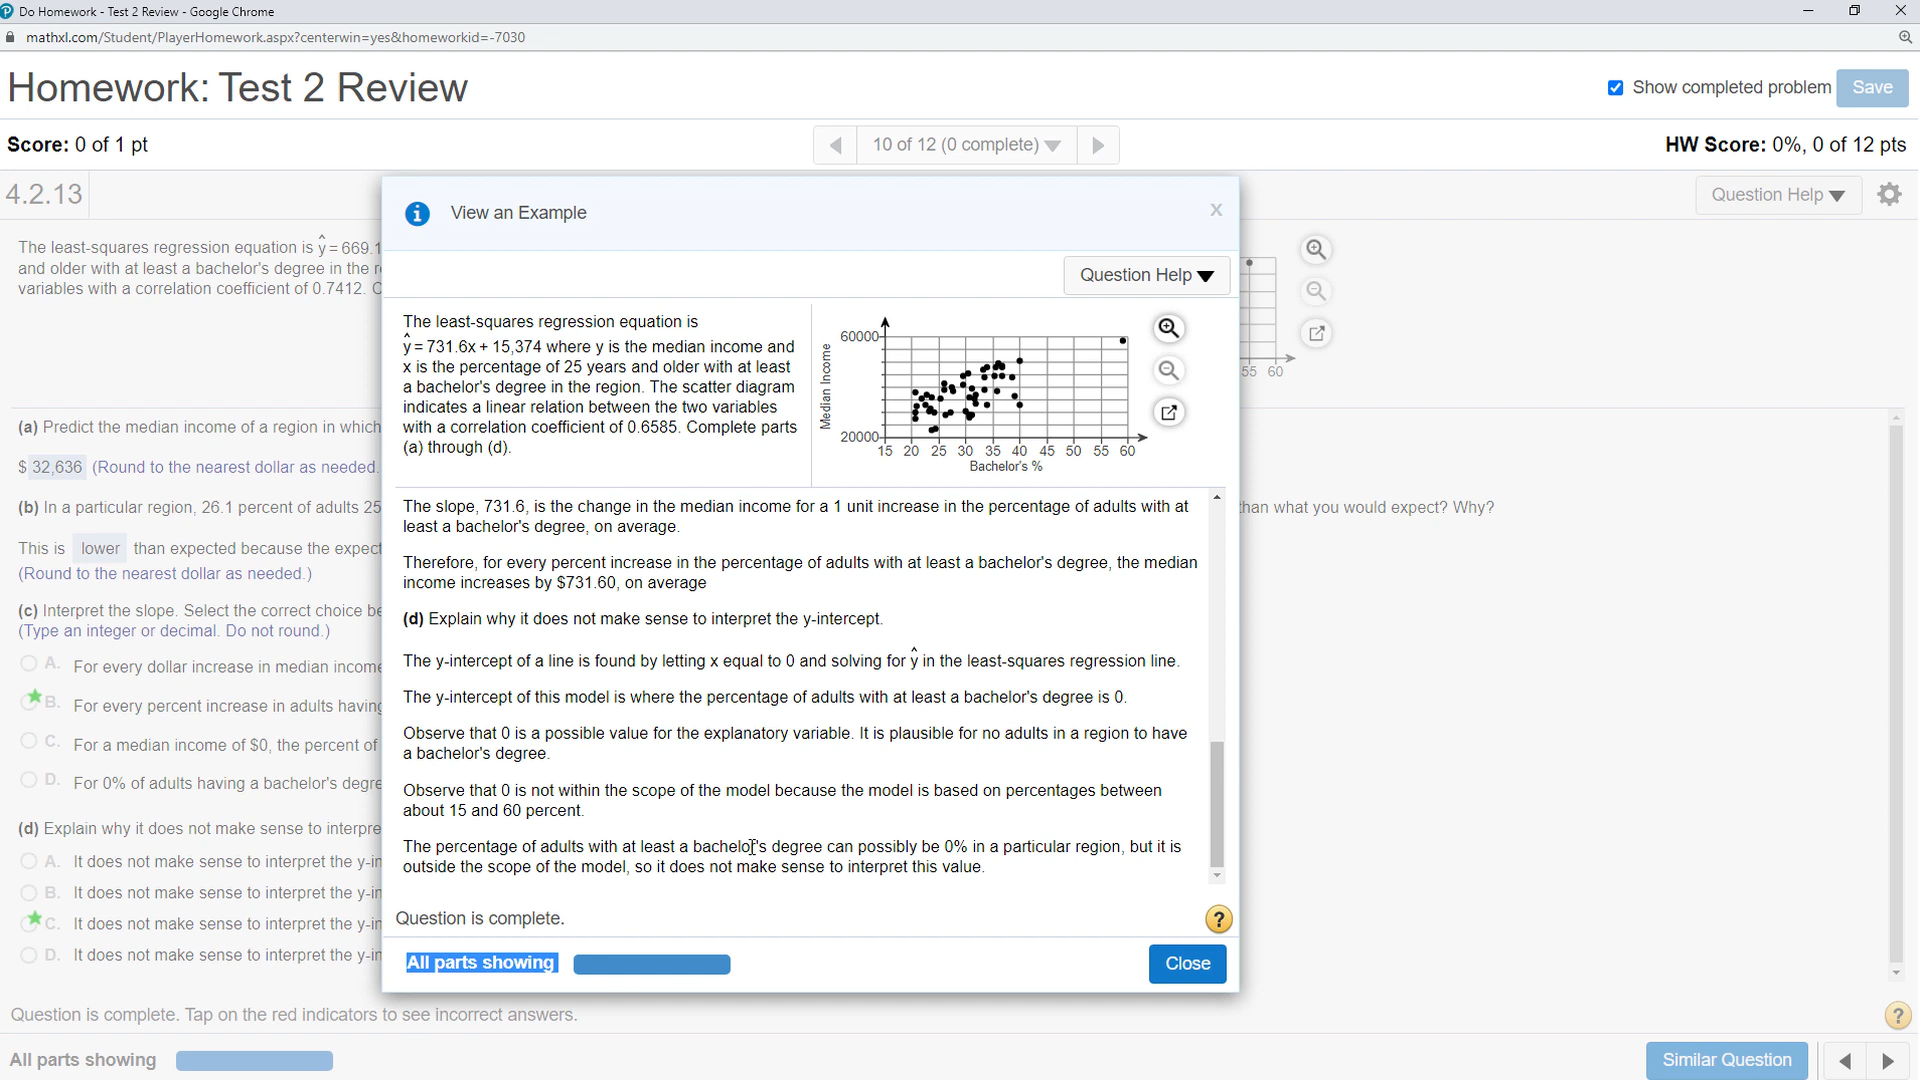 Do Homework - Test 2 Review - Google Chrome
mathxl.com/Student/PlayerHomework.aspx?centerwin=yes&homeworkid=-7030
Homework: Test 2 Review
Show completed problem
Save
Score: 0 of 1 pt
10 of 12 (0 complete)
HW Score: 0%, 0 of 12 pts
4.2.13
Question Help
The least-squares regression equation is ŷ = 669.1
and older with at least a bachelor's degree in the r
variables with a correlation coefficient of 0.7412. C
55 60
(a) Predict the median income of a region in which
$ 32,636 (Round to the nearest dollar as needed.
(b) In a particular region, 26.1 percent of adults 25
han what you would expect? Why?
This is lower than expected because the expect
(Round to the nearest dollar as needed.)
(c) Interpret the slope. Select the correct choice be
(Type an integer or decimal. Do not round.)
A. For every dollar increase in median income
B. For every percent increase in adults having
C. For a median income of $0, the percent of
D. For 0% of adults having a bachelor's degre
(d) Explain why it does not make sense to interpre
A. It does not make sense to interpret the y-in
B. It does not make sense to interpret the y-in
C. It does not make sense to interpret the y-in
D. It does not make sense to interpret the y-in
Question is complete. Tap on the red indicators to see incorrect answers.
All parts showing
Similar Question
View an Example
x
Question Help
The least-squares regression equation is
ŷ = 731.6x + 15,374 where y is the median income and
x is the percentage of 25 years and older with at least
a bachelor's degree in the region. The scatter diagram
indicates a linear relation between the two variables
with a correlation coefficient of 0.6585. Complete parts
(a) through (d).
Median Income
60000
20000
15 20 25 30 35 40 45 50 55 60
Bachelor's %
The slope, 731.6, is the change in the median income for a 1 unit increase in the percentage of adults with at
least a bachelor's degree, on average.
Therefore, for every percent increase in the percentage of adults with at least a bachelor's degree, the median
income increases by $731.60, on average
(d) Explain why it does not make sense to interpret the y-intercept.
The y-intercept of a line is found by letting x equal to 0 and solving for ŷ in the least-squares regression line.
The y-intercept of this model is where the percentage of adults with at least a bachelor's degree is 0.
Observe that 0 is a possible value for the explanatory variable. It is plausible for no adults in a region to have
a bachelor's degree.
Observe that 0 is not within the scope of the model because the model is based on percentages between
about 15 and 60 percent.
The percentage of adults with at least a bachelor's degree can possibly be 0% in a particular region, but it is
outside the scope of the model, so it does not make sense to interpret this value.
Question is complete.
?
All parts showing
Close
?